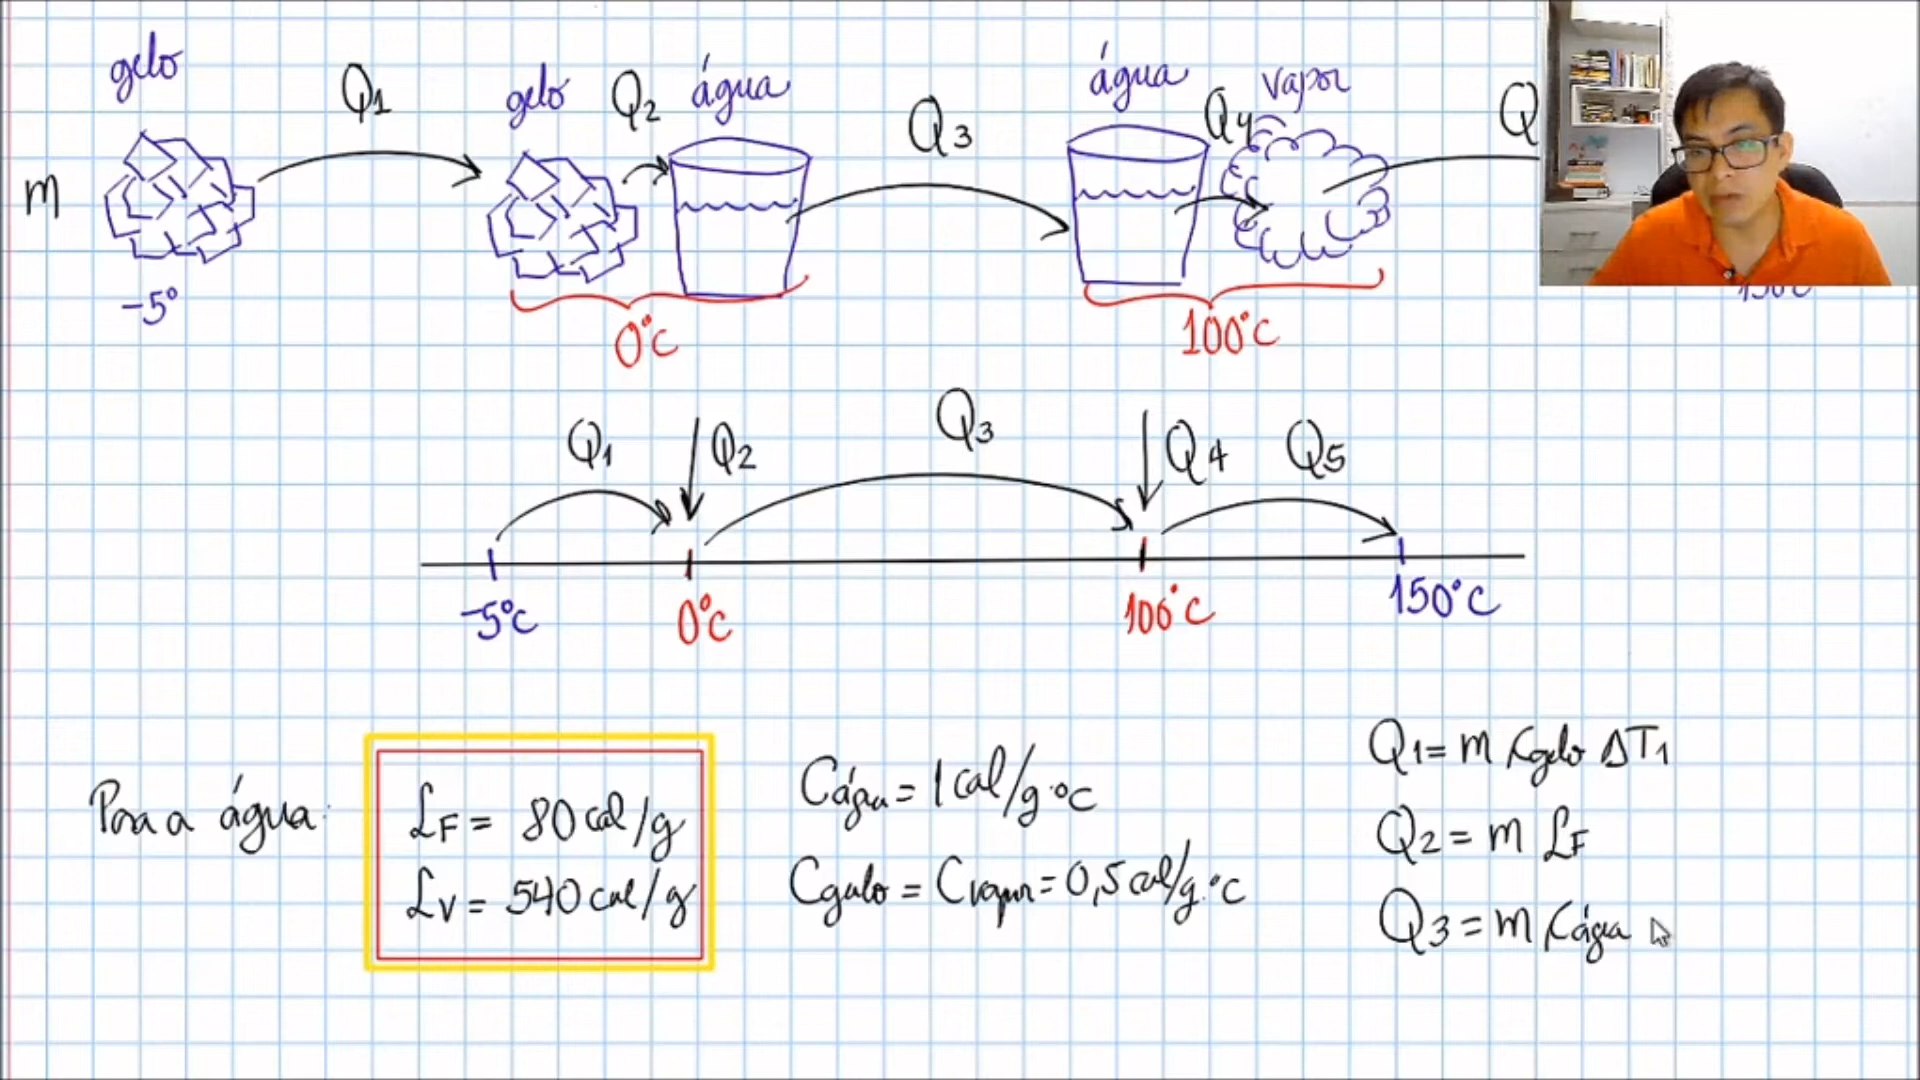 gelo
Q1
gelo
Q2
água
Q3
água
Q4
vapor
Q
m
-5°
0°C
100°C
150°C
Q1
Q2
Q3
Q4
Q5
-5°C
0°C
100°C
150°C
Para a água:
LF = 80 cal/g
LV = 540 cal/g
Cágua = 1 cal/g·°C
Cgelo = Cvapor = 0,5 cal/g·°C
Q1 = m Cgelo ΔT1
Q2 = m LF
Q3 = m Cágua